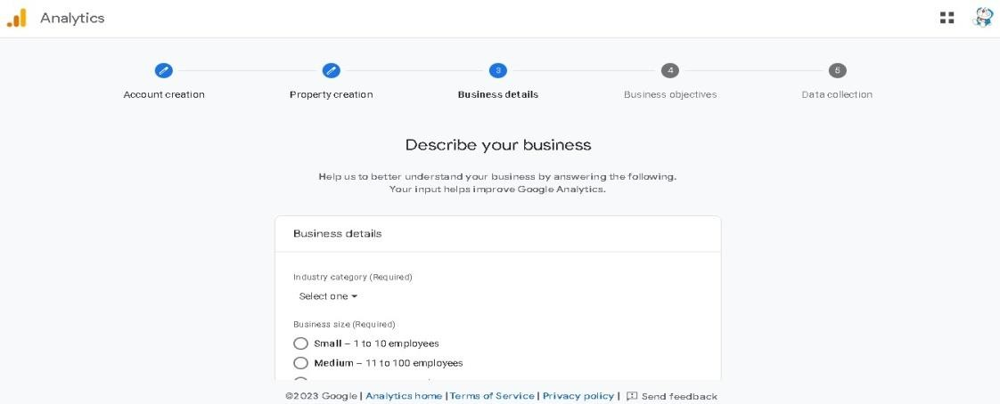 Analytics
3 4 5
Account creation Property creation Business details Business objectives Data collection
Describe your business
Help us to better understand your business by answering the following.
Your input helps improve Google Analytics.
Business details
Industry category (Required)
Select one
Business size (Required)
Small – 1 to 10 employees
Medium – 11 to 100 employees
©2023 Google | Analytics home | Terms of Service | Privacy policy | Send feedback